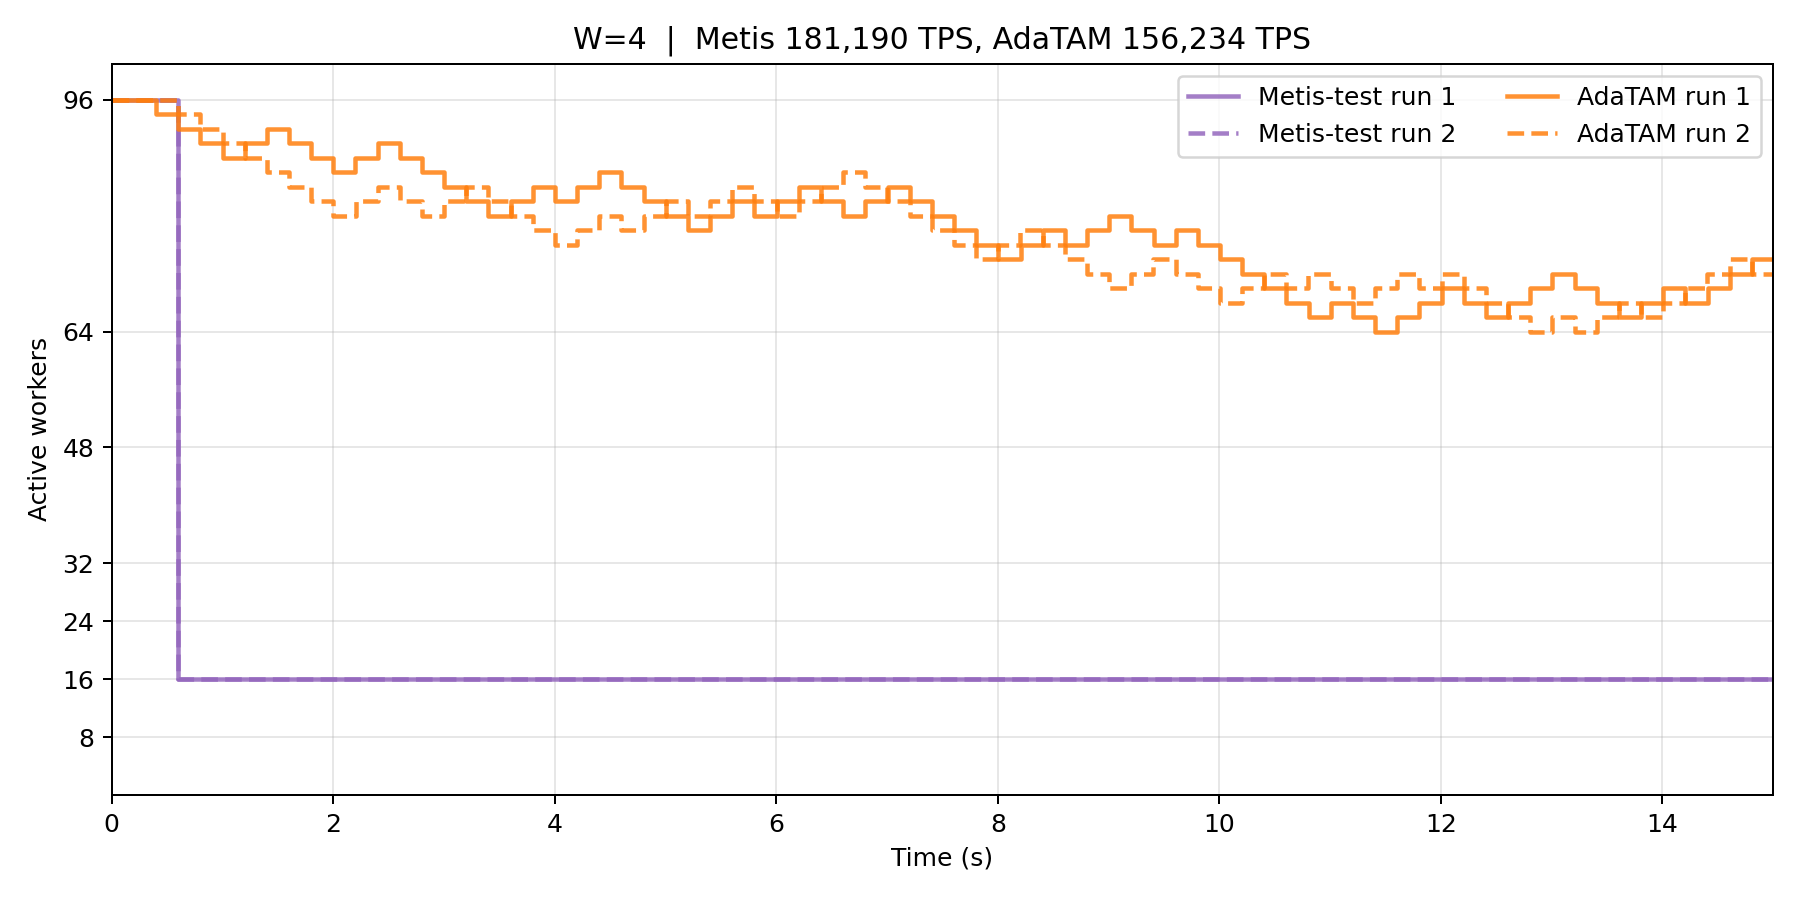 W=4 | Metis 181,190 TPS, AdaTAM 156,234 TPS
Metis-test run 1
Metis-test run 2
AdaTAM run 1
AdaTAM run 2
Active workers
96
64
48
32
24
16
8
0
2
4
6
8
10
12
14
Time (s)